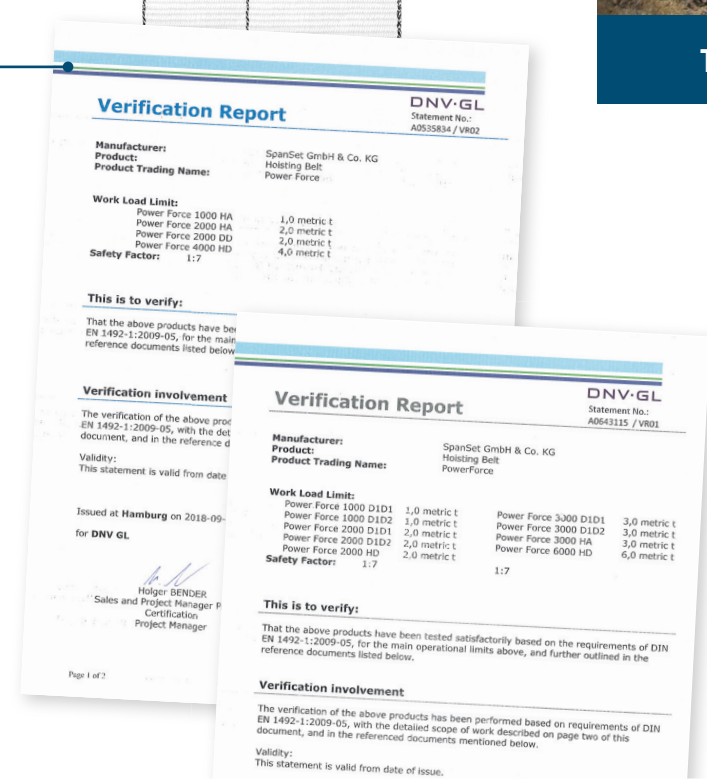 T
Verification Report
DNV·GL
Statement No.:
A0535834 / VR02
Manufacturer: SpanSet GmbH & Co. KG
Product: Hoisting Belt
Product Trading Name: Power Force
Work Load Limit:
Power Force 1000 HA 1,0 metric t
Power Force 2000 HA 2,0 metric t
Power Force 2000 DD 2,0 metric t
Power Force 4000 HD 4,0 metric t
Safety Factor: 1:7
This is to verify:
That the above products have
EN 1492-1:2009-05, for the main
reference documents listed below
Verification involvement
The verification of the above
EN 1492-1:2009-05, with the
document, and in the reference
Validity:
This statement is valid from date
Issued at Hamburg on 2018-09-
for DNV GL
Holger BENDER
Sales and Project Manager P
Certification
Project Manager
Page 1 of 2
Verification Report
DNV·GL
Statement No.:
A0643115 / VR01
Manufacturer: SpanSet GmbH & Co. KG
Product: Hoisting Belt
Product Trading Name: PowerForce
Work Load Limit:
Power Force 1000 D1D1 1,0 metric t Power Force 3000 D1D1 3,0 metric t
Power Force 1000 D1D2 1,0 metric t Power Force 3000 D1D2 3,0 metric t
Power Force 2000 D1D1 2,0 metric t Power Force 3000 HA 3,0 metric t
Power Force 2000 D1D2 2,0 metric t Power Force 6000 HD 6,0 metric t
Power Force 2000 HD 2.0 metric t
Safety Factor: 1:7 1:7
This is to verify:
That the above products have been tested satisfactorily based on the requirements of DIN
EN 1492-1:2009-05, for the main operational limits above, and further outlined in the
reference documents listed below.
Verification involvement
The verification of the above products has been performed based on requirements of DIN
EN 1492-1:2009-05, with the detailed scope of work described on page two of this
document, and in the referenced documents mentioned below.
Validity:
This statement is valid from date of issue.